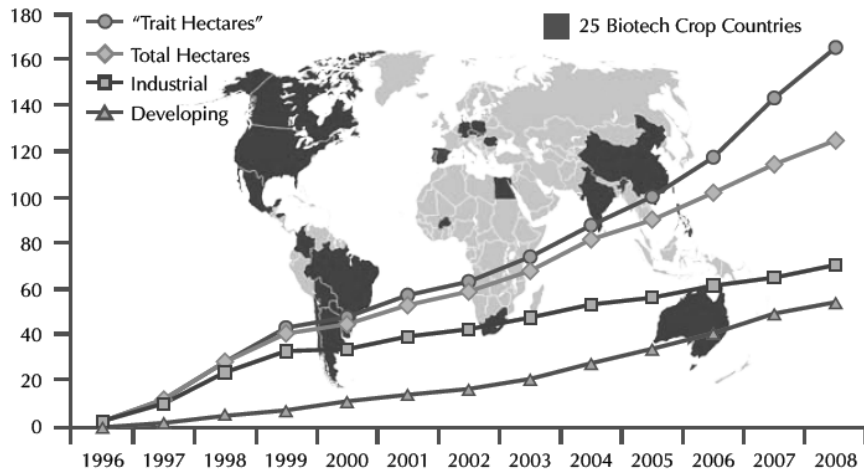 180
160
140
120
100
80
60
40
20
0
"Trait Hectares"
Total Hectares
Industrial
Developing
25 Biotech Crop Countries
1996 1997 1998 1999 2000 2001 2002 2003 2004 2005 2006 2007 2008